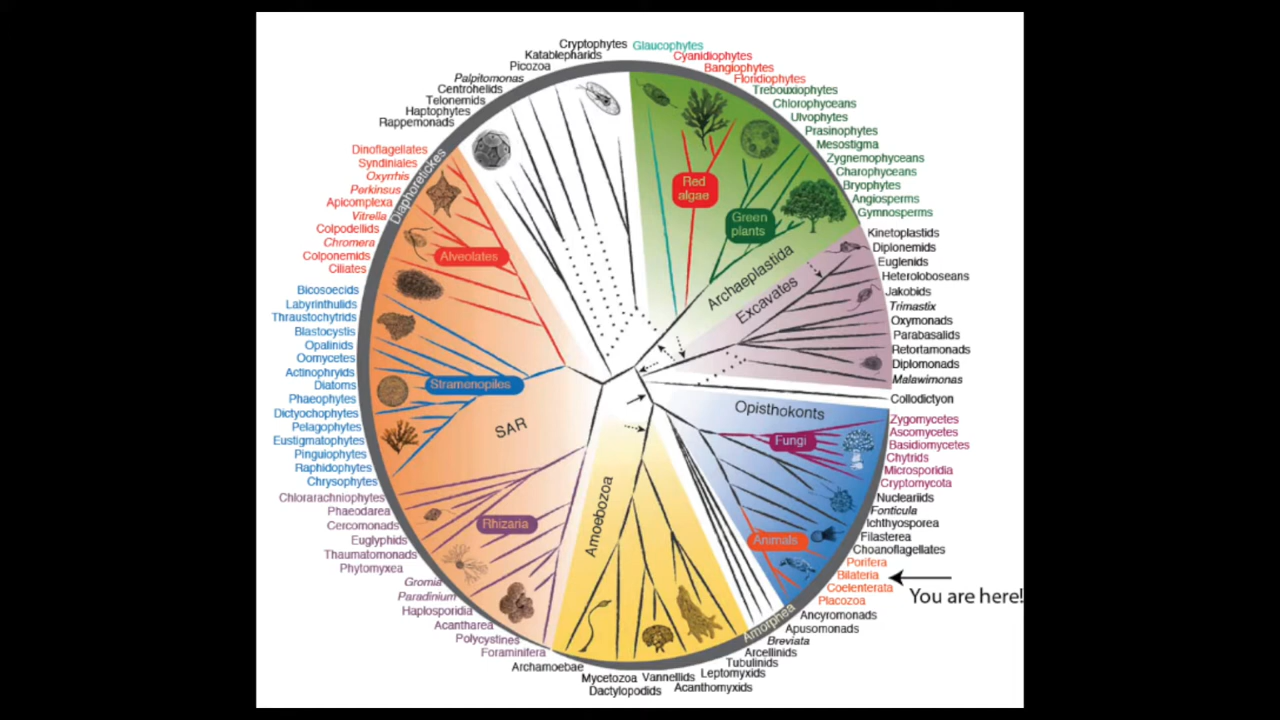 Cryptophytes
Katablepharids
Picozoa
Palpitomonas
Centrohelids
Telonemids
Haptophytes
Rappemonads
Glaucophytes
Cyanidiophytes
Bangiophytes
Floridiophytes
Trebouxiophytes
Chlorophyceans
Ulvophytes
Prasinophytes
Mesostigma
Zygnemophyceans
Charophyceans
Bryophytes
Angiosperms
Gymnosperms
Kinetoplastids
Diplonemids
Euglenids
Heteroloboseans
Jakobids
Trimastix
Oxymonads
Parabasalids
Retortamonads
Diplomonads
Malawimonas
Collodictyon
Zygomycetes
Ascomycetes
Basidiomycetes
Chytrids
Microsporidia
Cryptomycota
Nucleariids
Fonticula
Ichthyosporea
Filasterea
Choanoflagellates
Porifera
Bilateria
Coelenterata
Placozoa
You are here!
Ancyromonads
Apusomonads
Breviata
Arcellinids
Tubulinids
Leptomyxids
Acanthomyxids
Vannellids
Dactylopodids
Mycetozoa
Archamoebae
Dinoflagellates
Syndiniales
Oxyrrhis
Perkinsus
Apicomplexa
Vitrella
Colpodellids
Chromera
Colponemids
Ciliates
Bicosoecids
Labyrinthulids
Thraustochytrids
Blastocystis
Opalinids
Oomycetes
Actinophryids
Diatoms
Phaeophytes
Dictyochophytes
Pelagophytes
Eustigmatophytes
Pinguiophytes
Raphidophytes
Chrysophytes
Chlorarachniophytes
Phaeodarea
Cercomonads
Euglyphids
Thaumatomonads
Phytomyxea
Gromia
Paradinium
Haplosporidia
Acantharea
Polycystines
Foraminifera
Diaphoretickes
Alveolates
Stramenopiles
SAR
Rhizaria
Red
algae
Green
plants
Archaeplastida
Excavates
Opisthokonts
Fungi
Animals
Amoebozoa
Amorphea